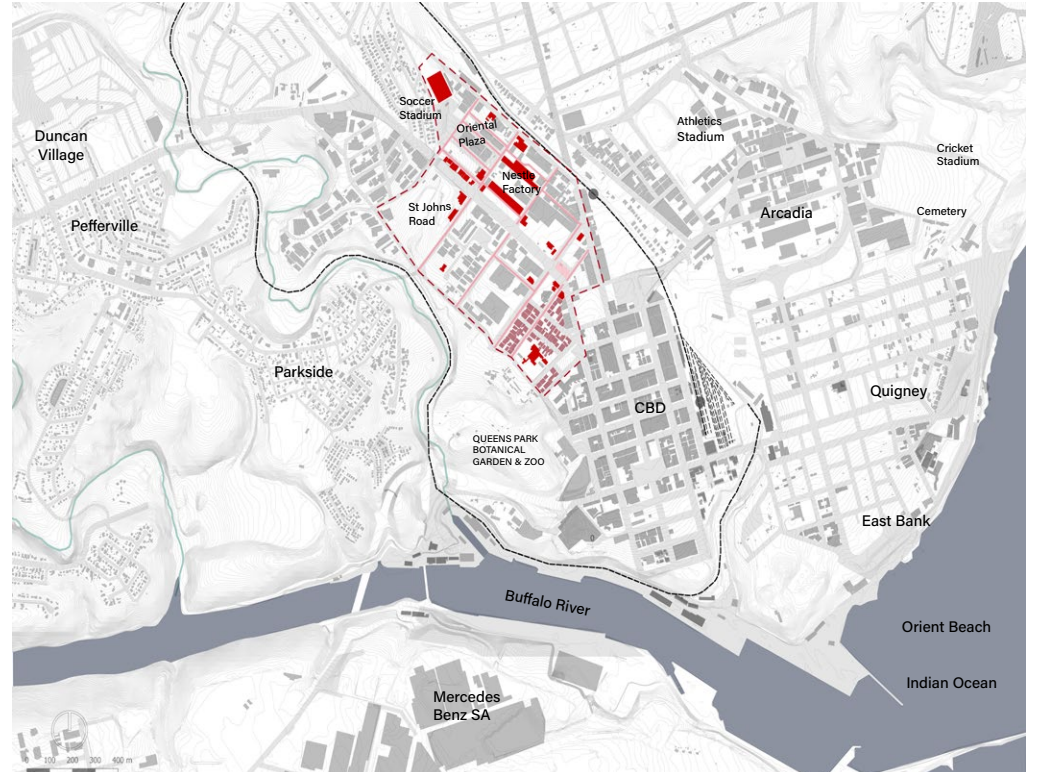 Soccer
Stadium
Oriental
Plaza
Athletics
Stadium
Duncan
Village
Cricket
Stadium
Nestle
Factory
St Johns
Road
Arcadia
Cemetery
Pefferville
Parkside
Quigney
CBD
QUEENS PARK
BOTANICAL
GARDEN & ZOO
East Bank
Buffalo River
Orient Beach
Indian Ocean
Mercedes
Benz SA
0 100 200 300 400 m